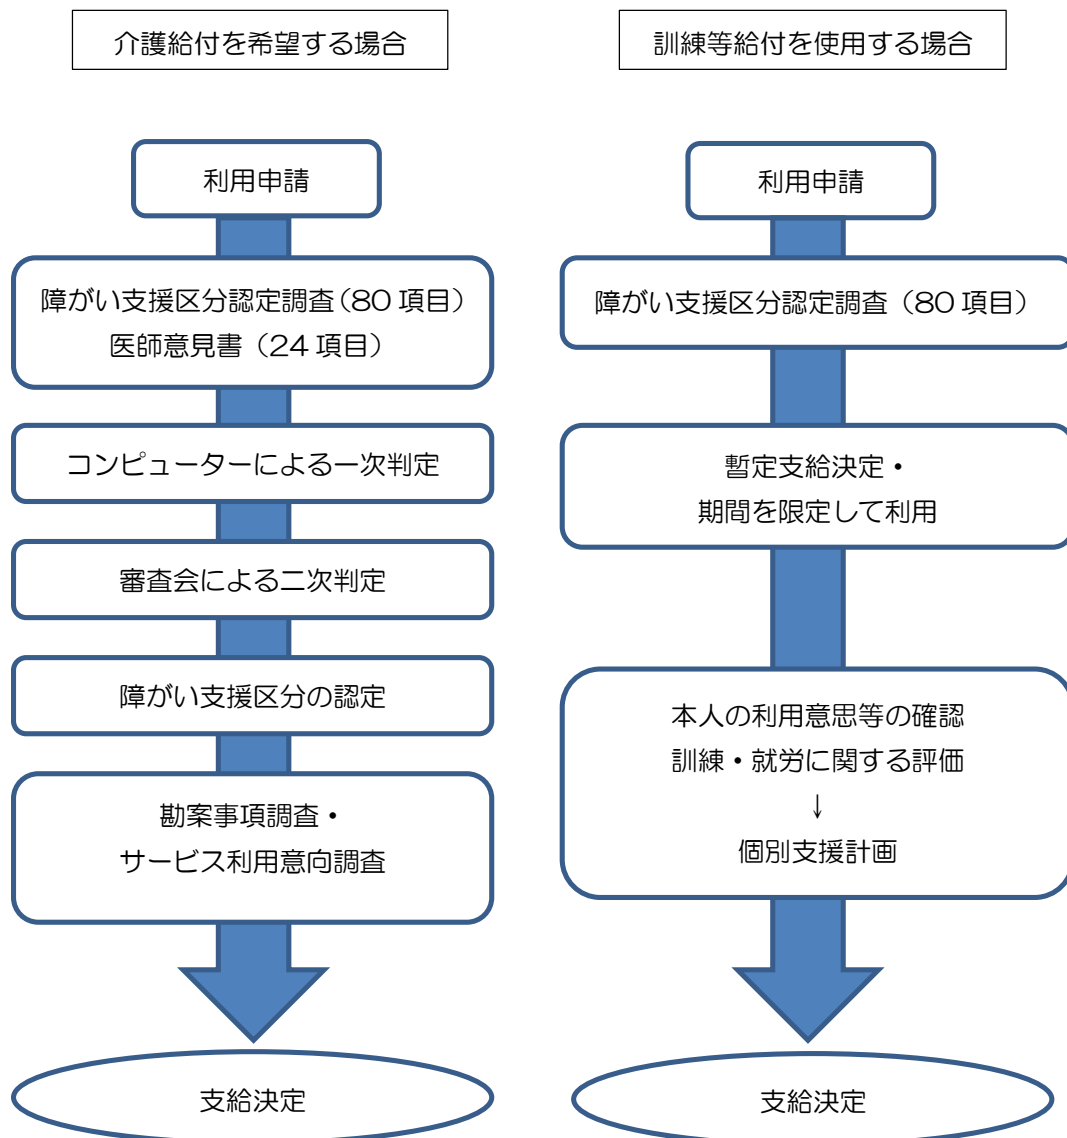 介護給付を希望する場合
利用申請
障がい支援区分認定調査（80 項目）
医師意見書（24 項目）
コンピューターによる一次判定
審査会による二次判定
障がい支援区分の認定
勘案事項調査・
サービス利用意向調査
支給決定
訓練等給付を使用する場合
利用申請
障がい支援区分認定調査（80 項目）
暫定支給決定・
期間を限定して利用
本人の利用意思等の確認
訓練・就労に関する評価
↓
個別支援計画
支給決定